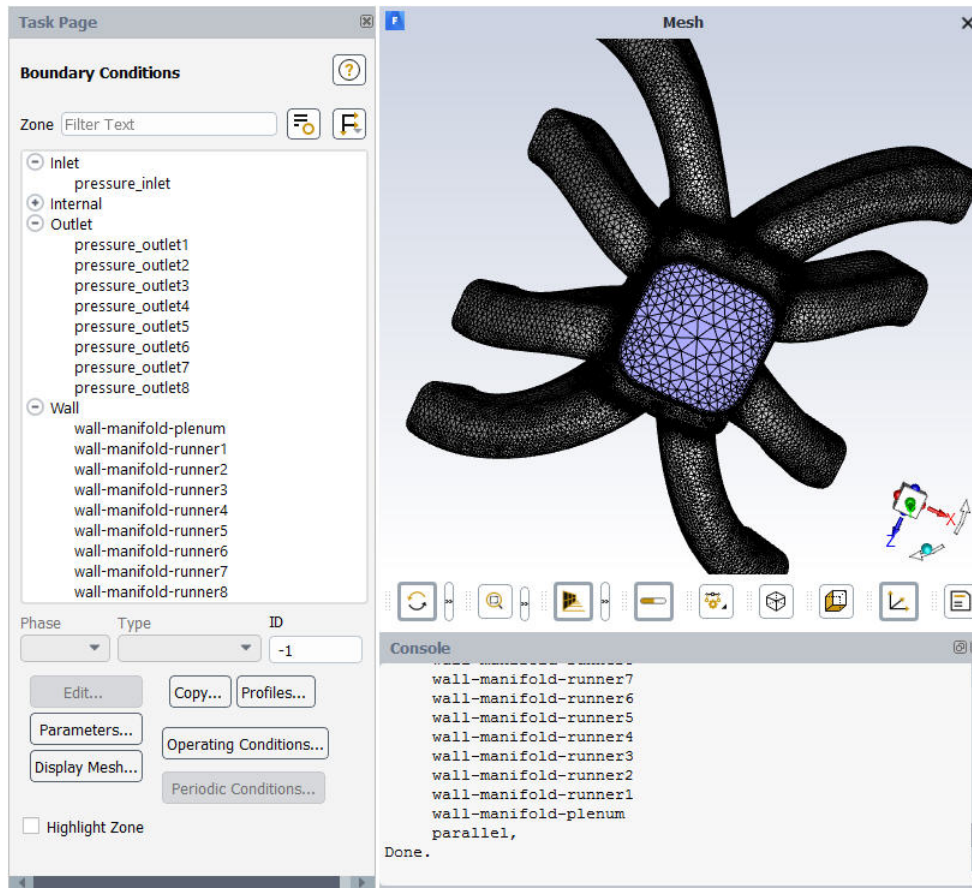 Task Page
Boundary Conditions
?
Zone Filter Text
Inlet
pressure_inlet
Internal
Outlet
pressure_outlet1
pressure_outlet2
pressure_outlet3
pressure_outlet4
pressure_outlet5
pressure_outlet6
pressure_outlet7
pressure_outlet8
Wall
wall-manifold-plenum
wall-manifold-runner1
wall-manifold-runner2
wall-manifold-runner3
wall-manifold-runner4
wall-manifold-runner5
wall-manifold-runner6
wall-manifold-runner7
wall-manifold-runner8
Phase Type ID
-1
Edit... Copy... Profiles...
Parameters...
Operating Conditions...
Display Mesh...
Periodic Conditions...
Highlight Zone
F Mesh
X
Z
Console
wall-manifold-runner7
wall-manifold-runner6
wall-manifold-runner5
wall-manifold-runner4
wall-manifold-runner3
wall-manifold-runner2
wall-manifold-runner1
wall-manifold-plenum
parallel,
Done.